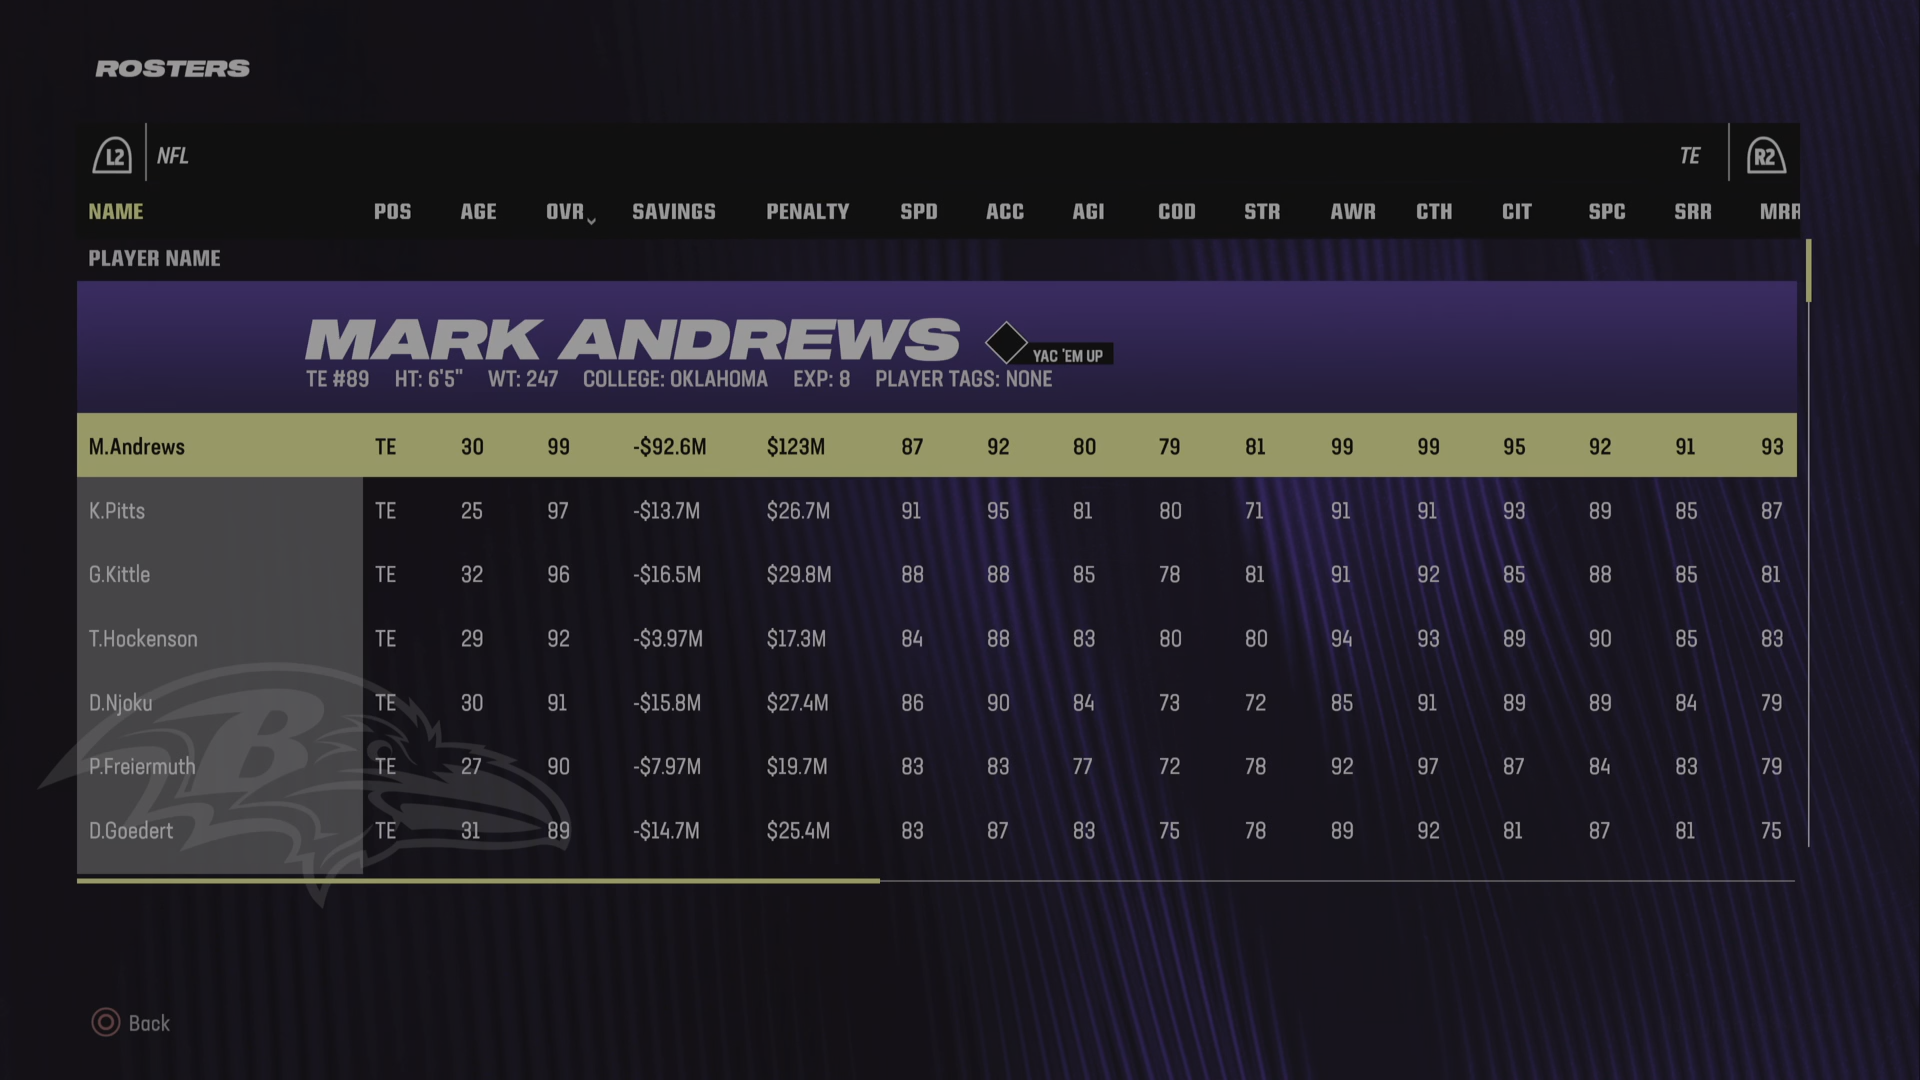 ROSTERS
L2 NFL TE R2
NAME POS AGE OVR SAVINGS PENALTY SPD ACC AGI COD STR AWR CTH CIT SPC SRR MRR
PLAYER NAME
MARK ANDREWS YAC 'EM UP
TE #89 HT: 6'5" WT: 247 COLLEGE: OKLAHOMA EXP: 8 PLAYER TAGS: NONE
M.Andrews TE 30 99 -$92.6M $123M 87 92 80 79 81 99 99 95 92 91 93
K.Pitts TE 25 97 -$13.7M $26.7M 91 95 81 80 71 91 91 93 89 85 87
G.Kittle TE 32 96 -$16.5M $29.8M 88 88 85 78 81 91 92 85 88 85 81
T.Hockenson TE 29 92 -$3.97M $17.3M 84 88 83 80 80 94 93 89 90 85 83
D.Njoku TE 30 91 -$15.8M $27.4M 86 90 84 73 72 85 91 89 89 84 79
P.Freiermuth TE 27 90 -$7.97M $19.7M 83 83 77 72 78 92 97 87 84 83 79
D.Goedert TE 31 89 -$14.7M $25.4M 83 87 83 75 78 89 92 81 87 81 75
B
Back